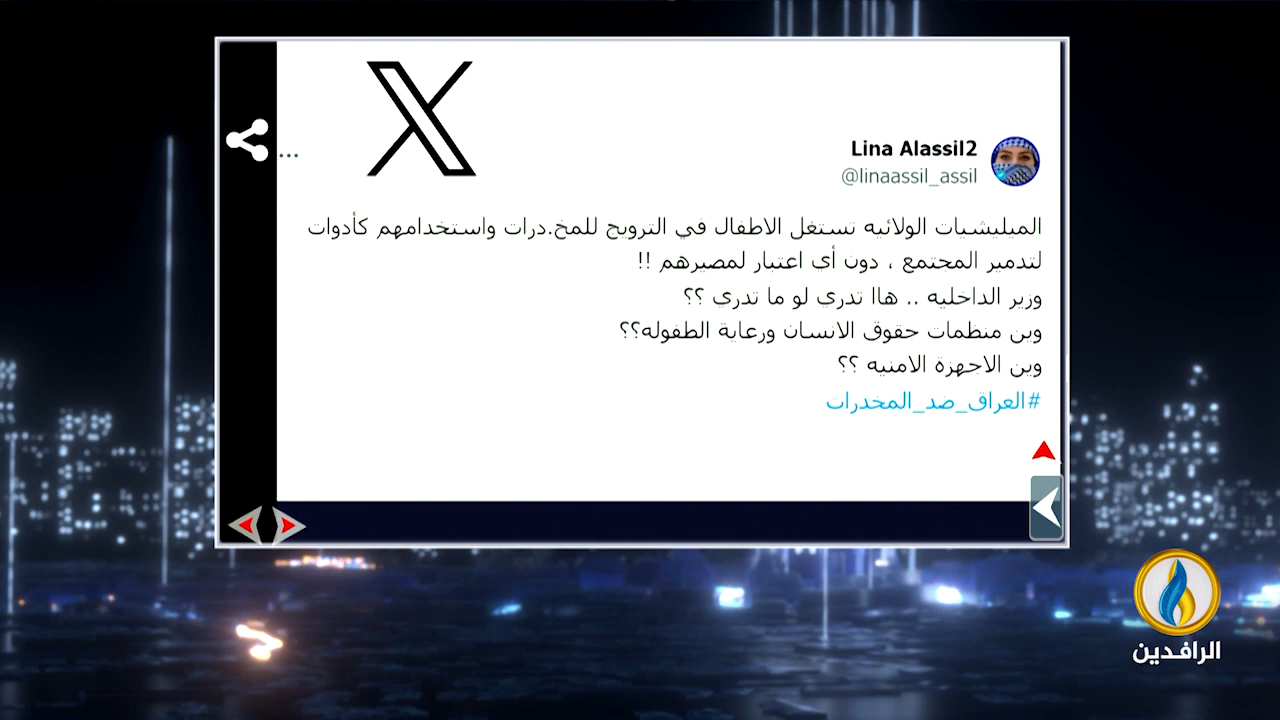 Lina Alassil2
@linaassil_assil
...
الميليشيات الولائيه تستغل الاطفال في الترويج للمخ.درات واستخدامهم كأدوات
لتدمير المجتمع ، دون أي اعتبار لمصيرهم !!
وزير الداخليه .. هاا تدري لو ما تدري ؟؟
وين منظمات حقوق الانسان ورعاية الطفوله؟؟
وين الاجهزة الامنيه ؟؟
#العراق_ضد_المخدرات
الرافدين